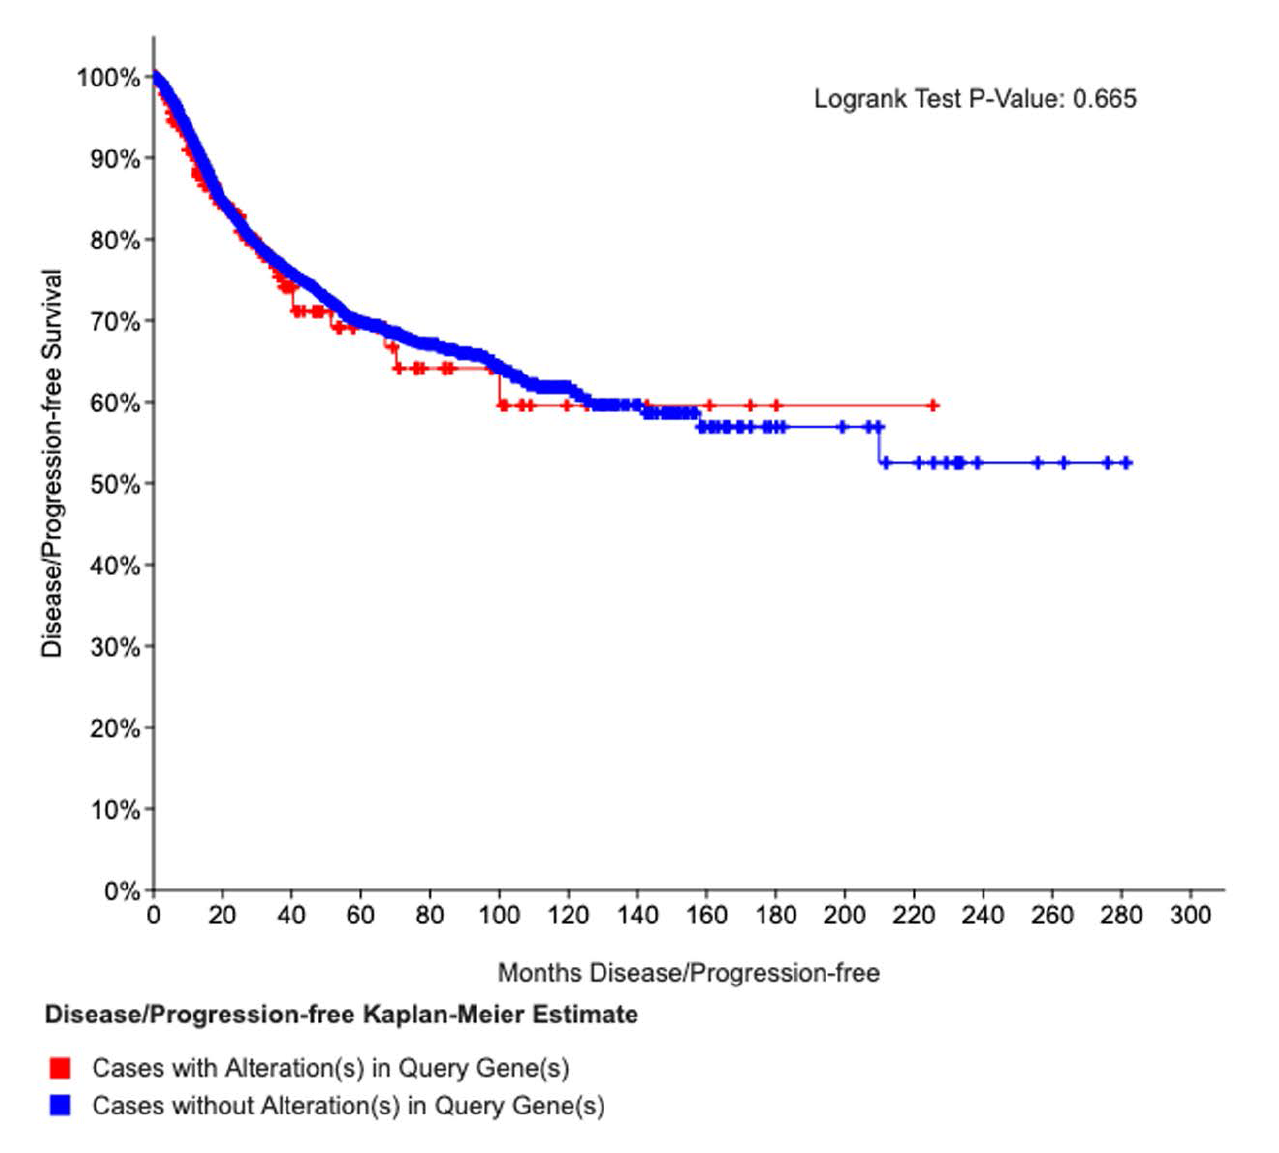 Logrank Test P-Value: 0.665
Disease/Progression-free Survival
100%
90%
80%
70%
60%
50%
40%
30%
20%
10%
0%
0 20 40 60 80 100 120 140 160 180 200 220 240 260 280 300
Months Disease/Progression-free
Disease/Progression-free Kaplan-Meier Estimate
Cases with Alteration(s) in Query Gene(s)
Cases without Alteration(s) in Query Gene(s)